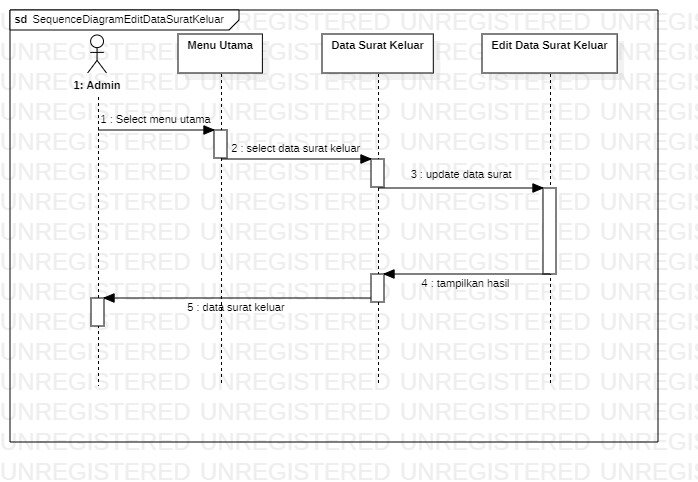 sd SequenceDiagramEditDataSuratKeluar
Menu Utama
Data Surat Keluar
Edit Data Surat Keluar
1: Admin
1 : Select menu utama
2 : select data surat keluar
3 : update data surat
4 : tampilkan hasil
5 : data surat keluar
UNREGISTERED UNREGISTERED UNREGISTERED UNREG